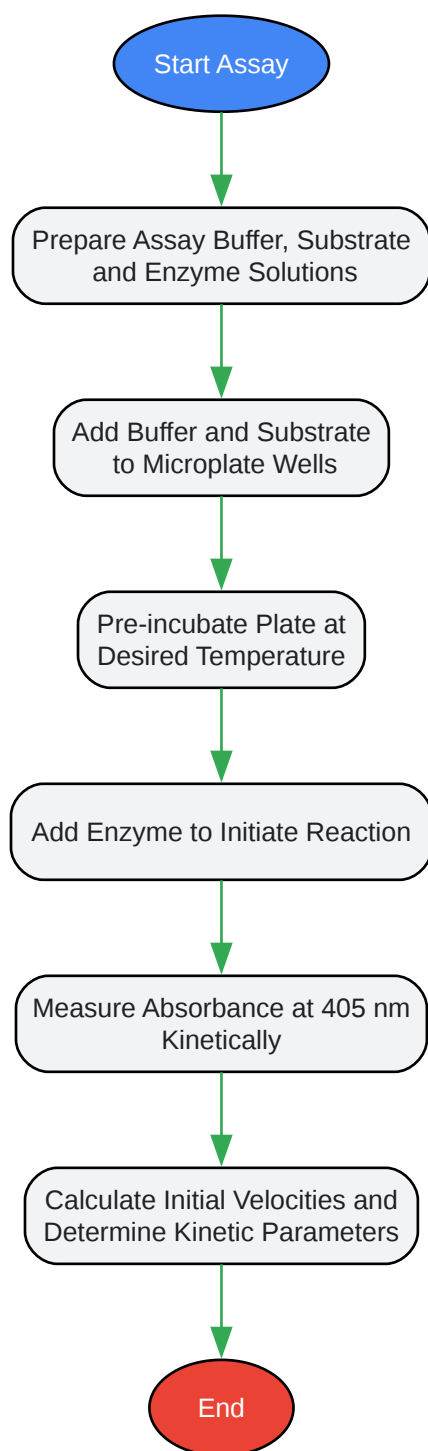 Start Assay
Prepare Assay Buffer, Substrate
and Enzyme Solutions
Add Buffer and Substrate
to Microplate Wells
Pre-incubate Plate at
Desired Temperature
Add Enzyme to Initiate Reaction
Measure Absorbance at 405 nm
Kinetically
Calculate Initial Velocities and
Determine Kinetic Parameters
End